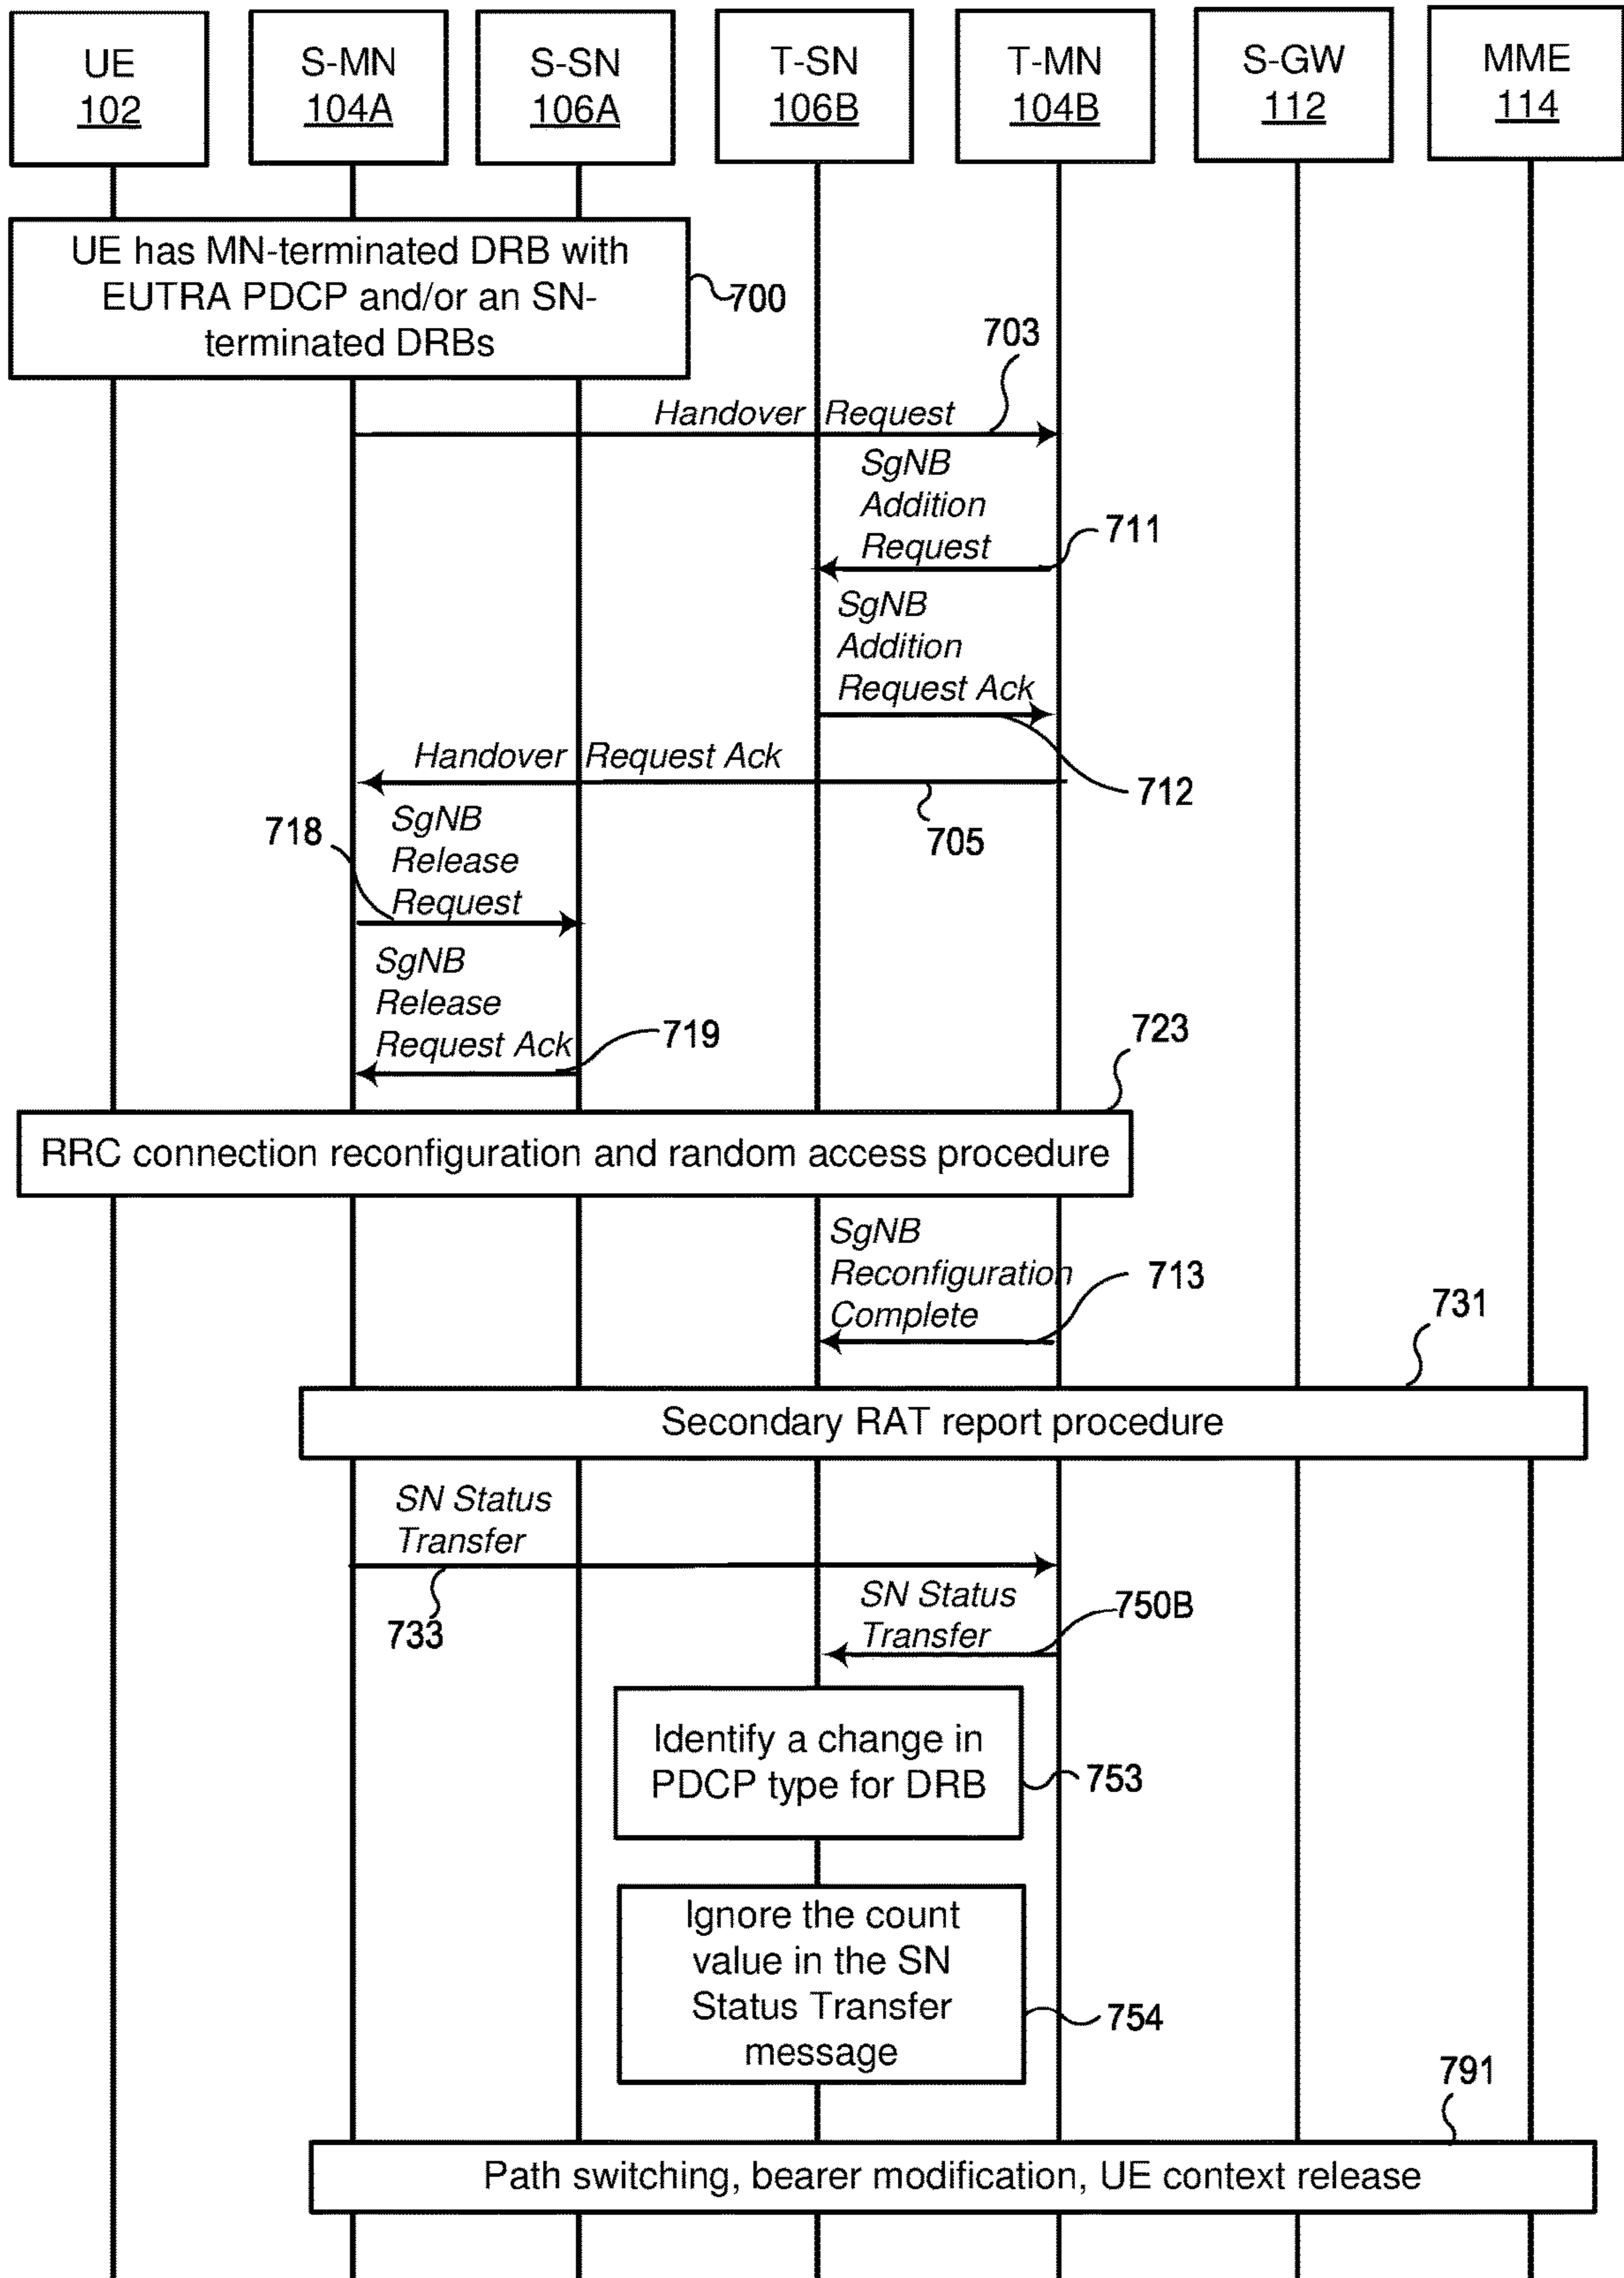 UE
102
S-MN
104A
S-SN
106A
T-SN
106B
T-MN
104B
S-GW
112
MME
114
UE has MN-terminated DRB with
EUTRA PDCP and/or an SN-
terminated DRBs
700
703
Handover Request
SgNB
Addition
Request
711
SgNB
Addition
Request Ack
712
Handover Request Ack
705
718
SgNB
Release
Request
SgNB
Release
Request Ack
719
723
RRC connection reconfiguration and random access procedure
SgNB
Reconfiguration
Complete
713
731
Secondary RAT report procedure
SN Status
Transfer
733
SN Status
Transfer
750B
Identify a change in
PDCP type for DRB
753
Ignore the count
value in the SN
Status Transfer
message
754
791
Path switching, bearer modification, UE context release